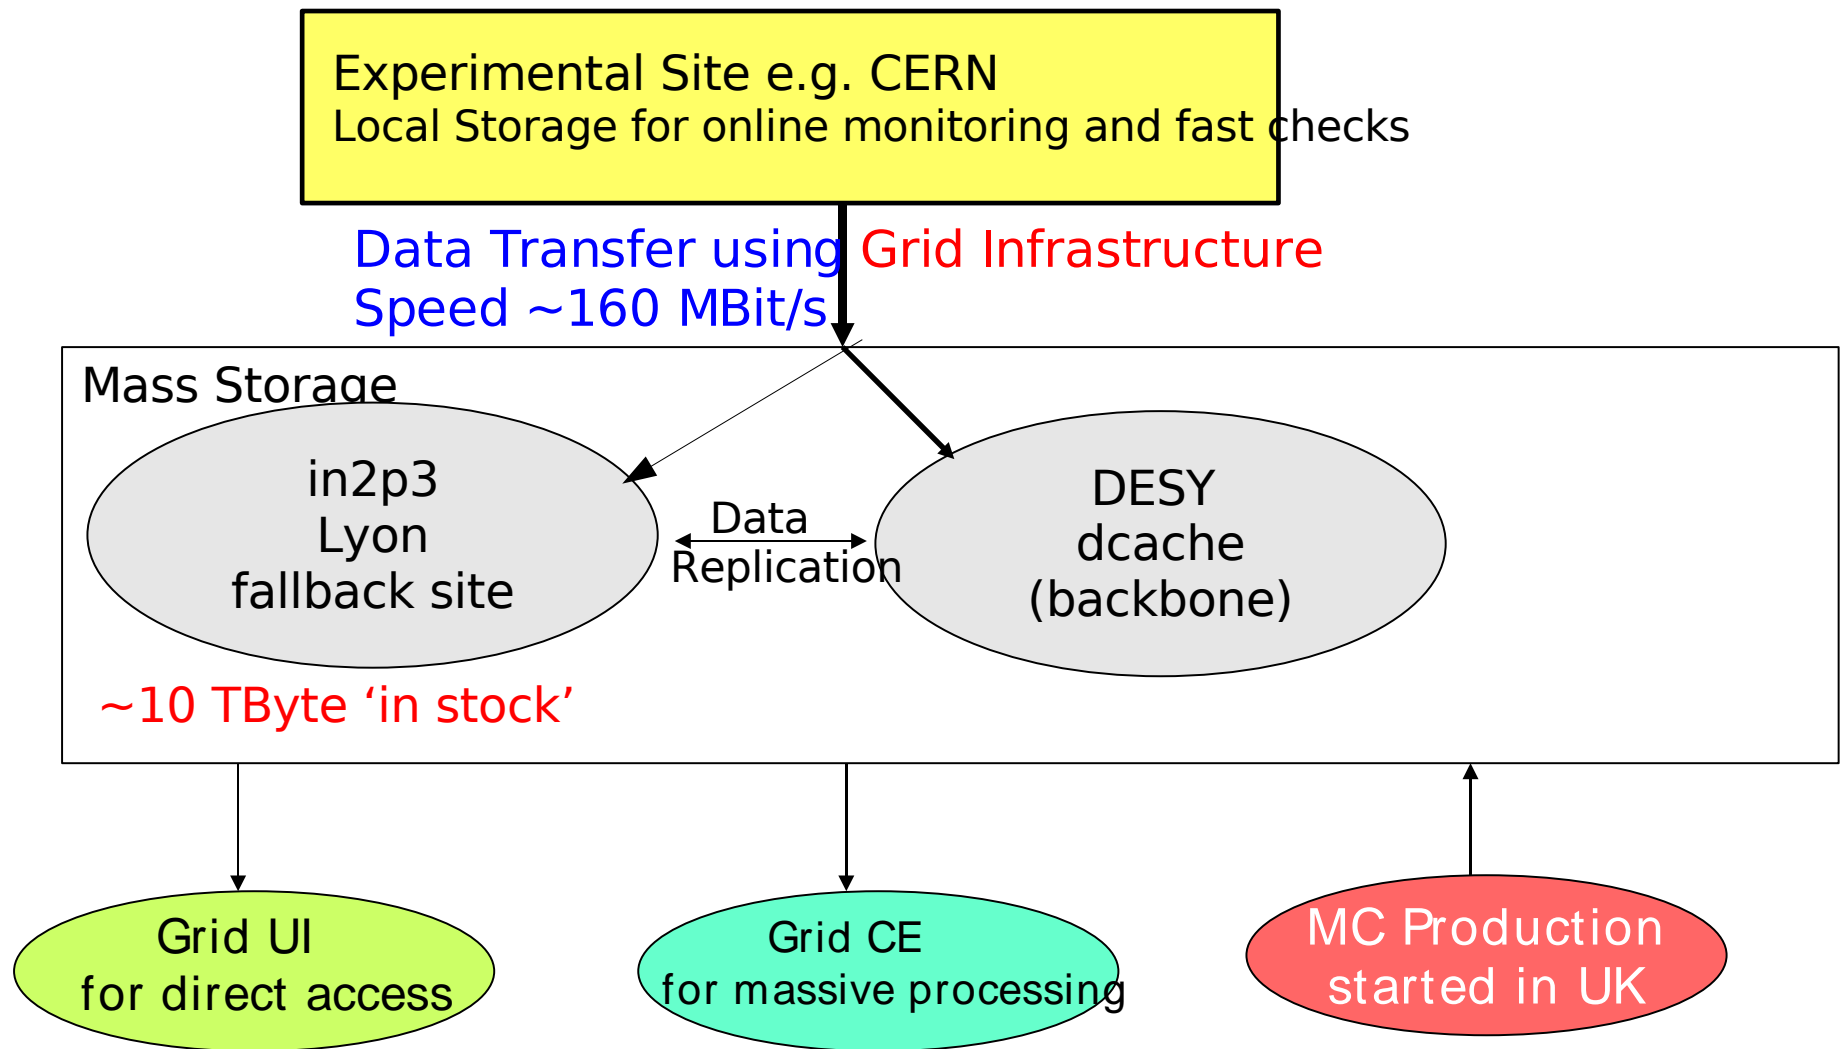 Experimental Site e.g. CERN
Local Storage for online monitoring and fast checks
Data Transfer using Grid Infrastructure
Speed ~160 MBit/s
Mass Storage
in2p3
Lyon
fallback site
Data
Replication
DESY
dcache
(backbone)
~10 TByte ‘in stock’
Grid UI
for direct access
Grid CE
for massive processing
MC Production
started in UK